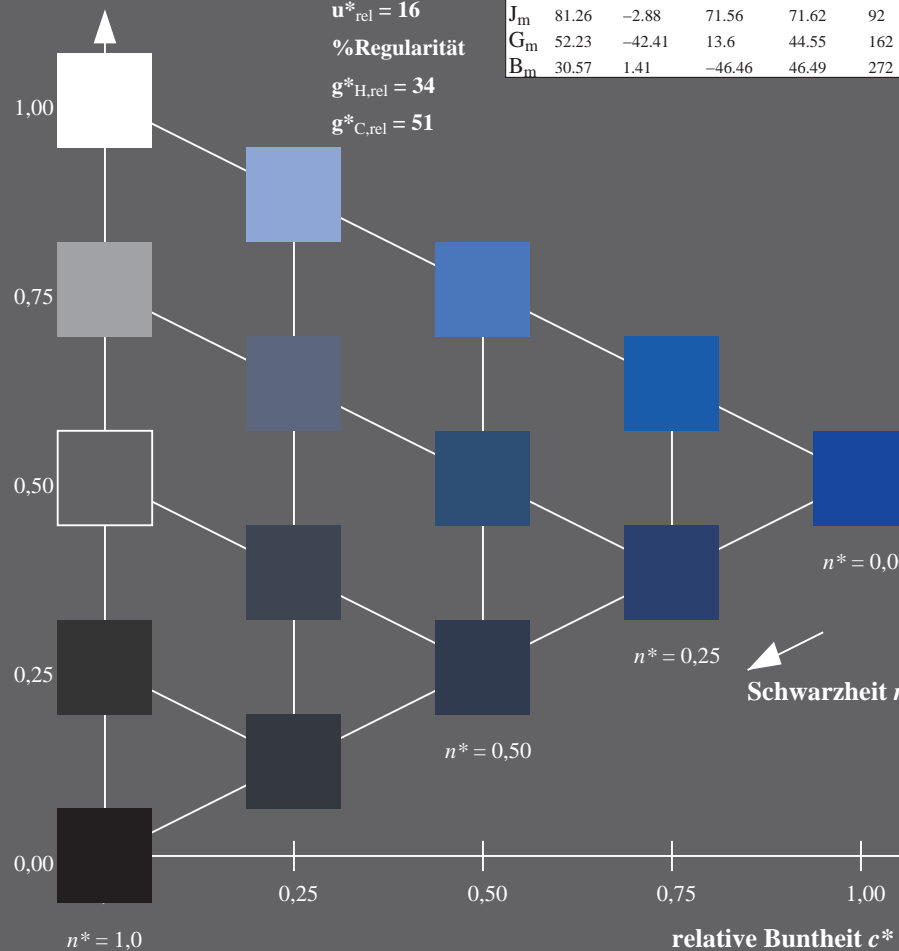 u*rel = 16
%Regularität
g*H,rel = 34
g*C,rel = 51
Jm 81.26 −2.88 71.56 71.62 92
Gm 52.23 −42.41 13.6 44.55 162
Bm 30.57 1.41 −46.46 46.49 272
1,00
0,75
0,50
n* = 0,0
n* = 0,25
0,25
Schwarzheit n
n* = 0,50
0,00
0,25 0,50 0,75 1,00
n* = 1,0
relative Buntheit c*